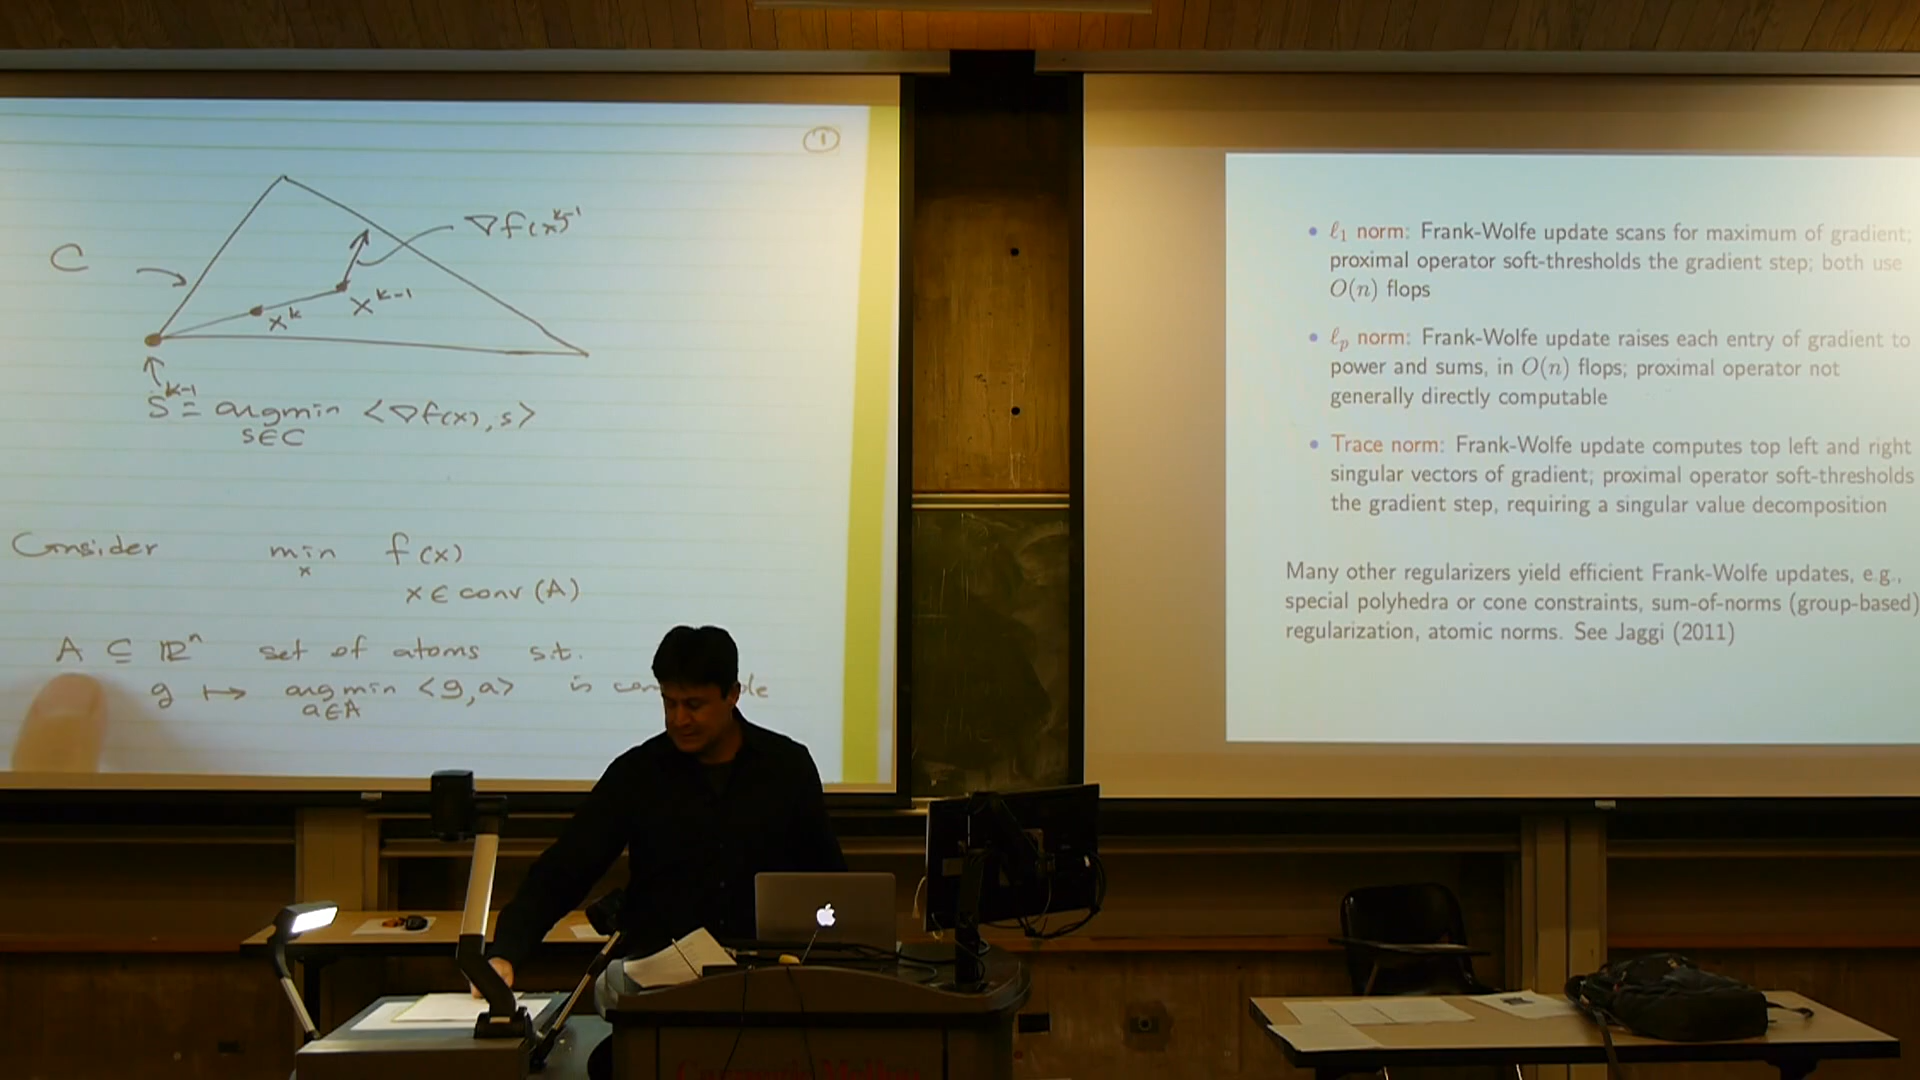 1
C
∇f(x^{k-1})
x^{k-1}
x^k
s^{k-1} = argmin <∇f(x), s>
s∈C
Consider min f(x)
x
x ∈ conv(A)
A ⊆ ℝ^n set of atoms s.t.
g ↦ argmin <g,a> is
a∈A
• ℓ₁ norm: Frank-Wolfe update scans for maximum of gradient;
proximal operator soft-thresholds the gradient step; both use
O(n) flops
• ℓₚ norm: Frank-Wolfe update raises each entry of gradient to
power and sums, in O(n) flops; proximal operator not
generally directly computable
• Trace norm: Frank-Wolfe update computes top left and right
singular vectors of gradient; proximal operator soft-thresholds
the gradient step, requiring a singular value decomposition
Many other regularizers yield efficient Frank-Wolfe updates, e.g.,
special polyhedra or cone constraints, sum-of-norms (group-based)
regularization, atomic norms. See Jaggi (2011)
Carnegie Mellon